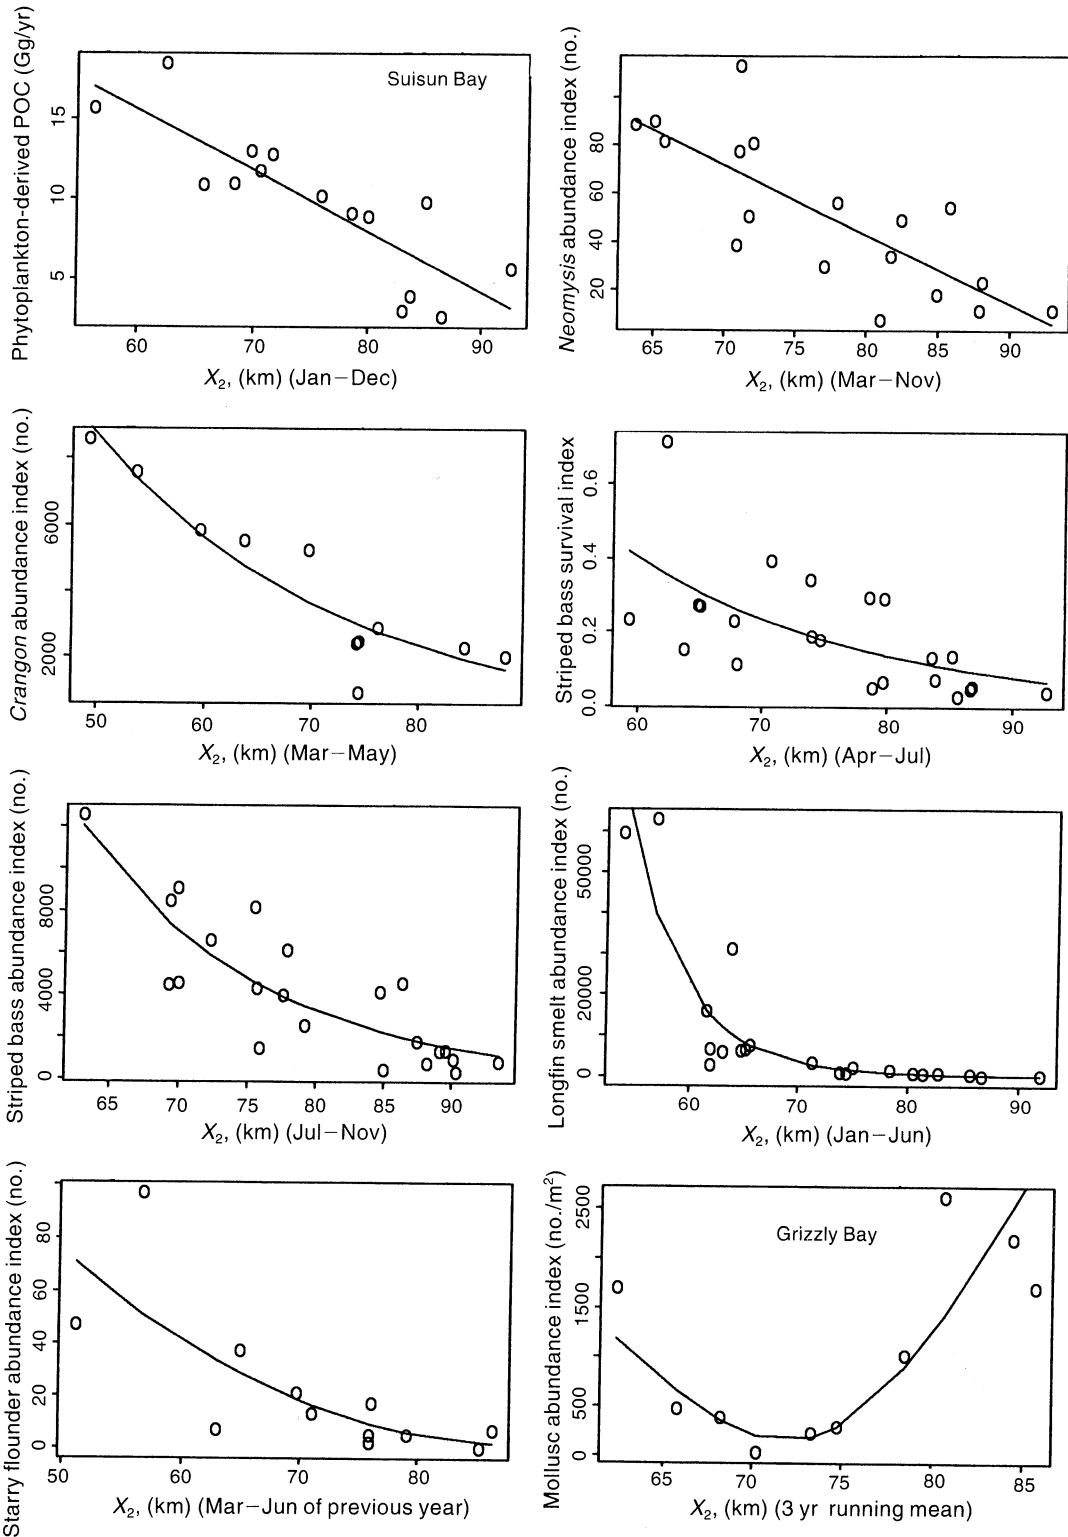 Phytoplankton-derived POC (Gg/yr)
15
10
5
Suisun Bay
60 70 80 90
X2, (km) (Jan–Dec)
Neomysis abundance index (no.)
80
60
40
20
65 70 75 80 85 90
X2, (km) (Mar–Nov)
Crangon abundance index (no.)
6000
2000
50 60 70 80
X2, (km) (Mar–May)
Striped bass survival index
0.6
0.4
0.2
0.0
60 70 80 90
X2, (km) (Apr–Jul)
Striped bass abundance index (no.)
8000
4000
0
65 70 75 80 85 90
X2, (km) (Jul–Nov)
Longfin smelt abundance index (no.)
50000
20000
0
60 70 80 90
X2, (km) (Jan–Jun)
Starry flounder abundance index (no.)
80
60
40
20
0
50 60 70 80
X2, (km) (Mar–Jun of previous year)
Mollusc abundance index (no./m²)
2500
1500
500
0
Grizzly Bay
65 70 75 80 85
X2, (km) (3 yr running mean)